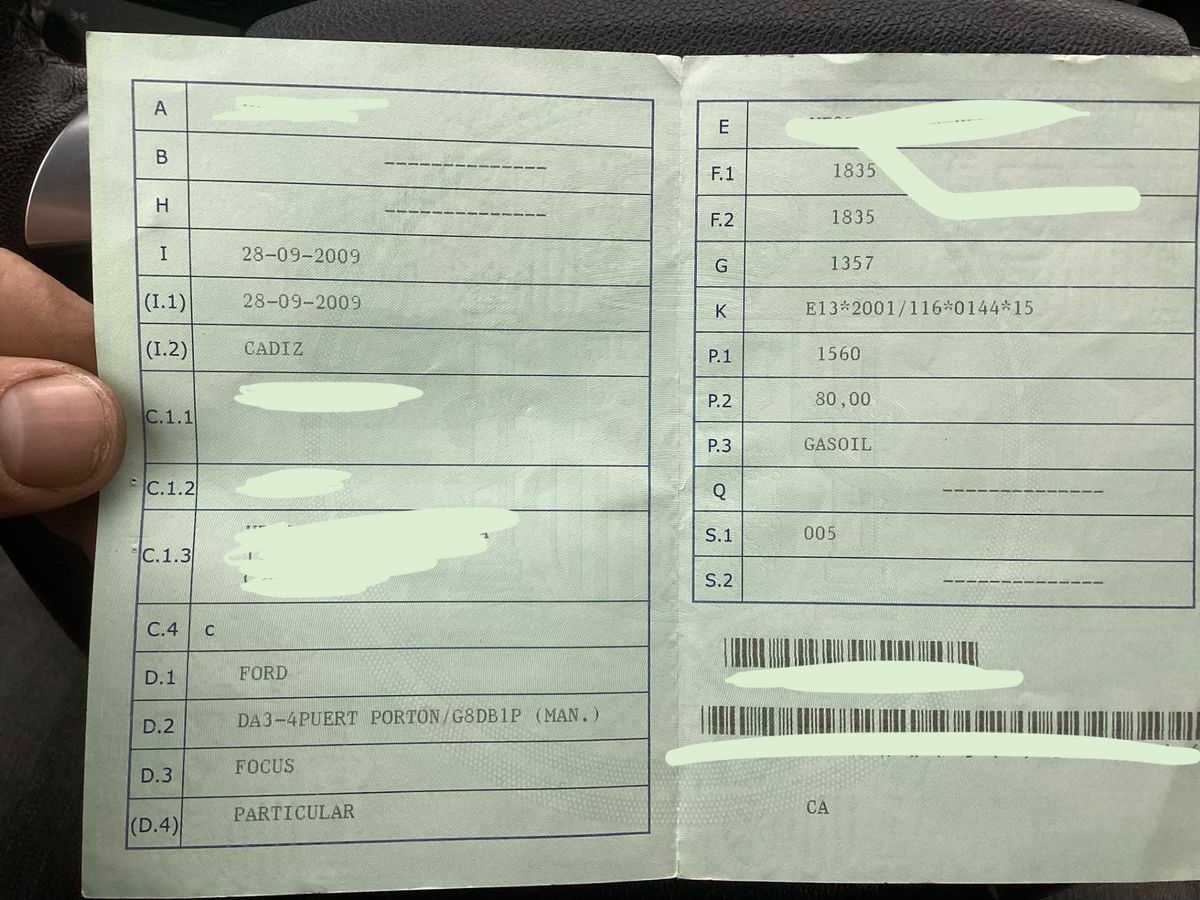 A
B --------------
H --------------
I 28-09-2009
(I.1) 28-09-2009
(I.2) CADIZ
C.1.1
C.1.2
C.1.3
C.4 c
D.1 FORD
D.2 DA3-4PUERT PORTON/G8DB1P (MAN.)
D.3 FOCUS
(D.4) PARTICULAR
E
F.1 1835
F.2 1835
G 1357
K E13*2001/116*0144*15
P.1 1560
P.2 80,00
P.3 GASOIL
Q --------------
S.1 005
S.2 --------------
CA